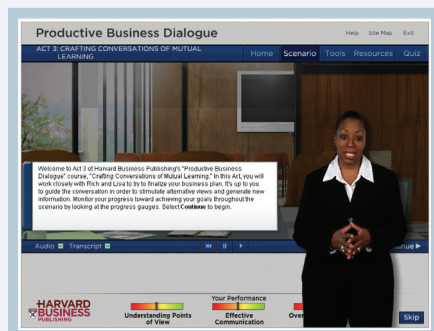 Productive Business Dialogue
Help Site Map Exit
ACT 3: CRAFTING CONVERSATIONS OF MUTUAL
LEARNING
Home Scenario Tools Resources Quiz
Welcome to Act 3 of Harvard Business Publishing's "Productive Business
Dialogue" course, "Crafting Conversations of Mutual Learning." In this Act, you will
work closely with Rich and Lisa to try to finalize your business plan. It's up to you
to guide the conversation in order to stimulate alternative views and generate new
information. Monitor your progress toward achieving your goals throughout the
scenario by looking at the progress gauges. Select Continue to begin.
Audio Transcript
nue
HARVARD
BUSINESS
PUBLISHING
Your Performance
Understanding Points
of View
Effective
Communication
Over
Skip